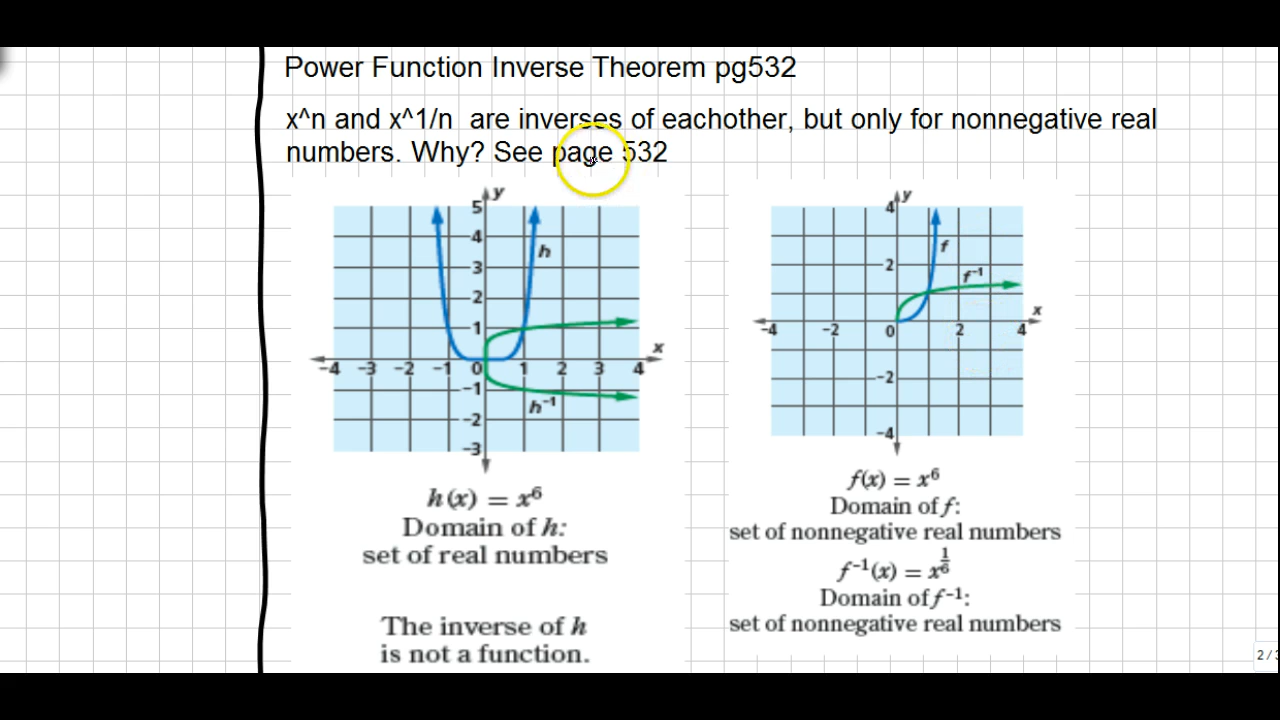 Power Function Inverse Theorem pg532
x^n and x^1/n are inverses of eachother, but only for nonnegative real
numbers. Why? See page 532
y
5
4
3
2
1
h
x
-4 -3 -2 -1 0 1 2 3 4
-1
h⁻¹
-2
-3
h(x) = x⁶
Domain of h:
set of real numbers
The inverse of h
is not a function.
y
4
f
2
f⁻¹
x
-4 -2 0 2 4
-2
-4
f(x) = x⁶
Domain of f:
set of nonnegative real numbers
f⁻¹(x) = x^(1/6)
Domain of f⁻¹:
set of nonnegative real numbers
2 /